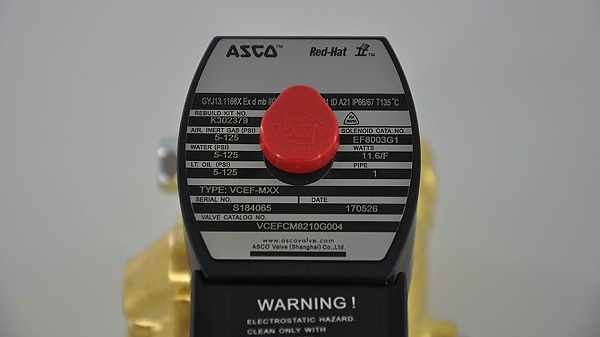 ASCO™ Red-Hat II™
GYJ13.1168X Ex d mb tD A21 IP66/67 T135 °C
REBUILD KIT NO.
K302379
AIR. INERT GAS (PSI) SOLENOID CATA. NO.
5-125 EF8003G1
WATER (PSI) WATTS
5-125 11.6/F
LT. OIL (PSI) PIPE
5-125 1
TYPE: VCEF-MXX
SERIAL NO. DATE
S184065 170526
VALVE CATALOG NO.
VCEFCM8210G004
www.ascovalve.com
ASCO Valve (Shanghai) Co.,Ltd.
WARNING !
ELECTROSTATIC HAZARD.
CLEAN ONLY WITH